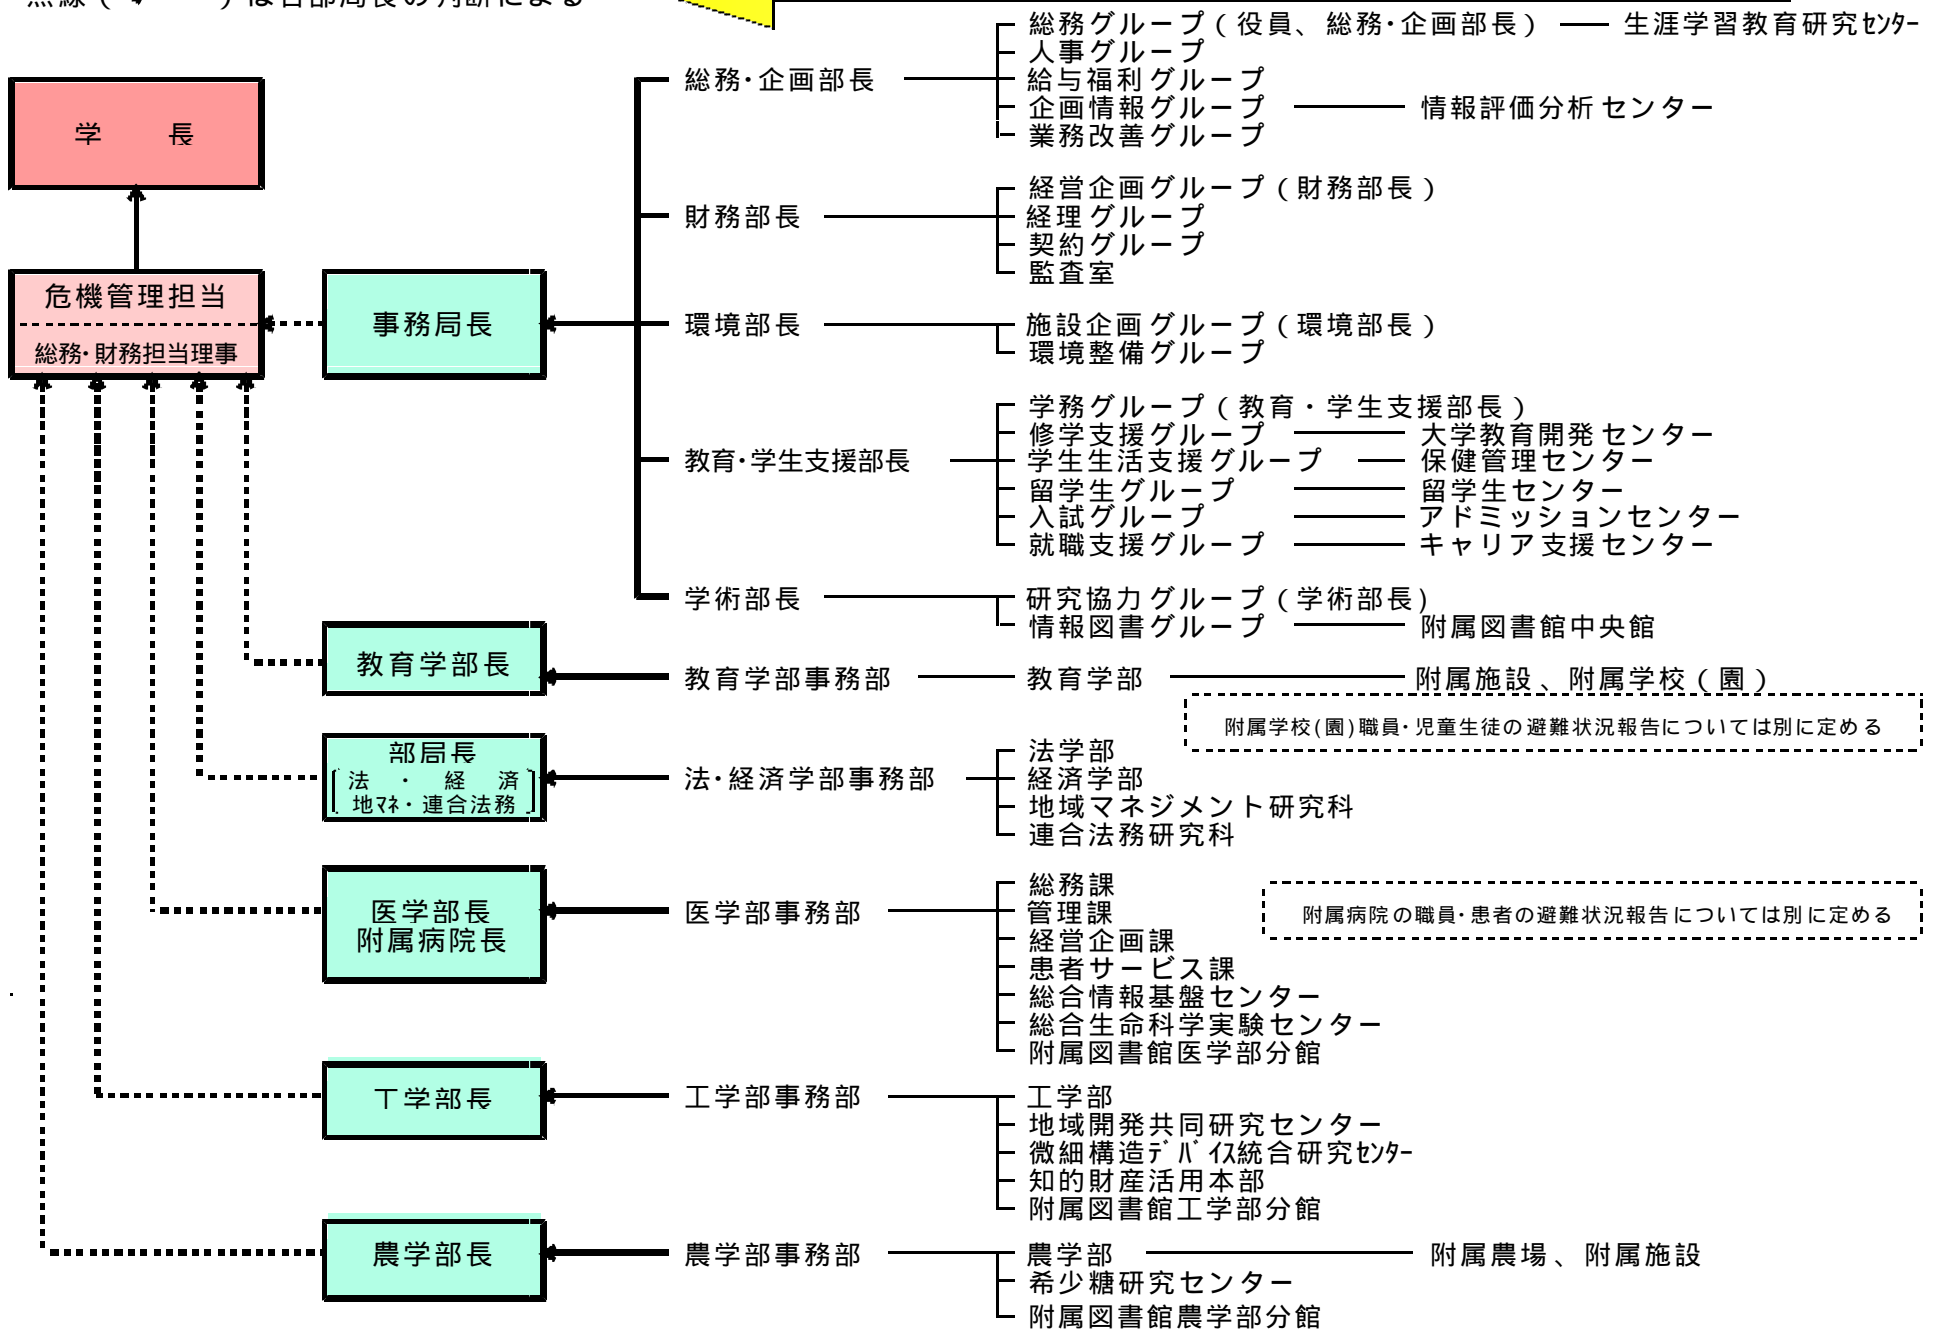 は各部局長の判断による
総務グループ（役員、総務・企画部長） 生涯学習教育研究ｾﾝﾀｰ
人事グループ
総務・企画部長 給与福利グループ
企画情報グループ 情報評価分析センター
業務改善グループ
学 長
経営企画グループ（財務部長）
財務部長 経理グループ
契約グループ
監査室
危機管理担当
総務・財務担当理事
事務局長
環境部長 施設企画グループ（環境部長）
環境整備グループ
学務グループ（教育・学生支援部長）
修学支援グループ 大学教育開発センター
教育・学生支援部長 学生生活支援グループ 保健管理センター
留学生グループ 留学生センター
入試グループ アドミッションセンター
就職支援グループ キャリア支援センター
学術部長 研究協力グループ（学術部長）
情報図書グループ 附属図書館中央館
教育学部長 教育学部事務部 教育学部 附属施設、附属学校（園）
附属学校(園)職員・児童生徒の避難状況報告については別に定める
部局長
法 ・ 経 済
地ﾏﾈ・連合法務
法・経済学部事務部
法学部
経済学部
地域マネジメント研究科
連合法務研究科
医学部長
附属病院長
医学部事務部
総務課
管理課
経営企画課
患者サービス課
総合情報基盤センター
総合生命科学実験センター
附属図書館医学部分館
附属病院の職員・患者の避難状況報告については別に定める
工学部長 工学部事務部 工学部
地域開発共同研究センター
微細構造ﾃﾞﾊﾞｲｽ統合研究ｾﾝﾀｰ
知的財産活用本部
附属図書館工学部分館
農学部長 農学部事務部 農学部 附属農場、附属施設
希少糖研究センター
附属図書館農学部分館